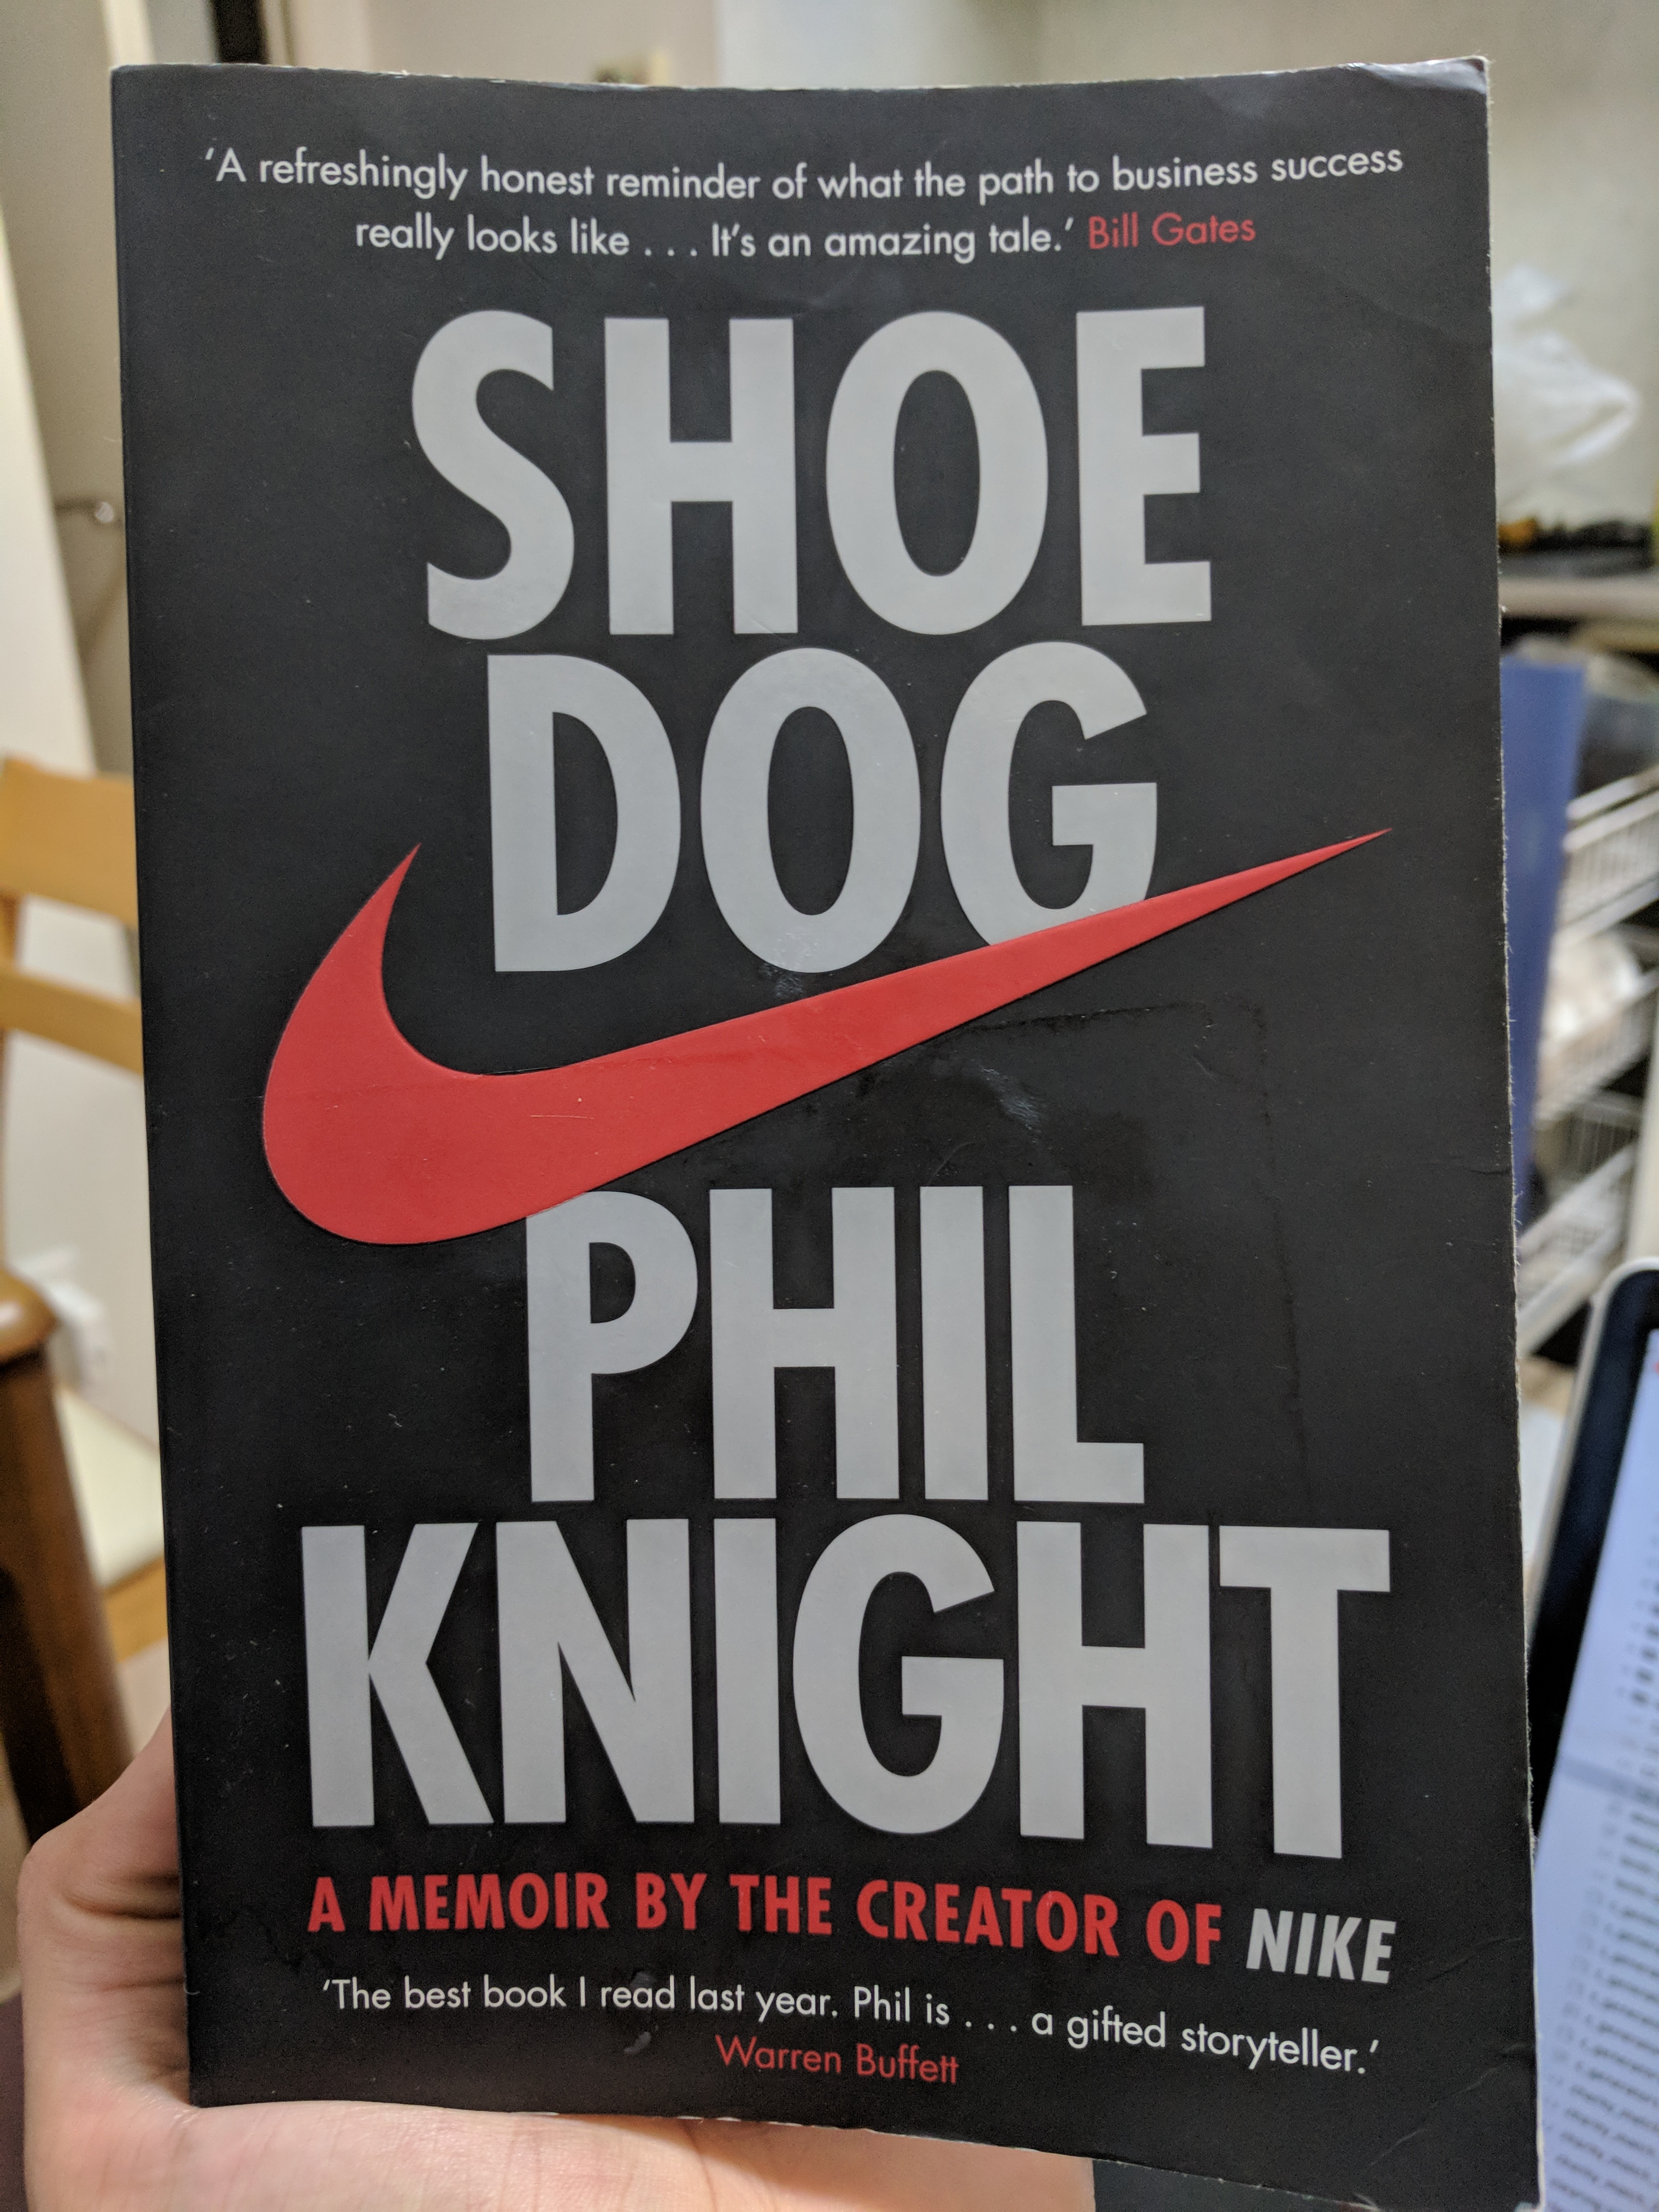 ‘A refreshingly honest reminder of what the path to business success
really looks like . . . It’s an amazing tale.’ Bill Gates
SHOE
DOG
PHIL
KNIGHT
A MEMOIR BY THE CREATOR OF NIKE
‘The best book I read last year. Phil is . . . a gifted storyteller.’
Warren Buffett